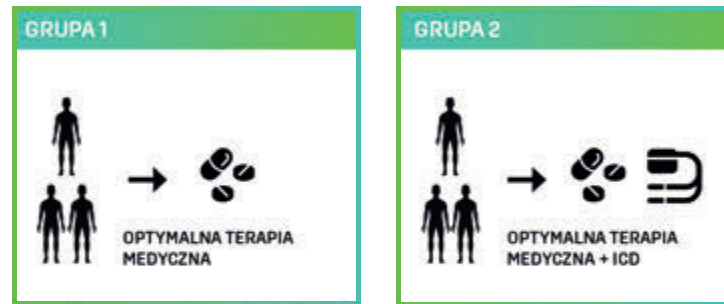 GRUPA 1
OPTYMALNA TERAPIA
MEDYCZNA
GRUPA 2
OPTYMALNA TERAPIA
MEDYCZNA + ICD